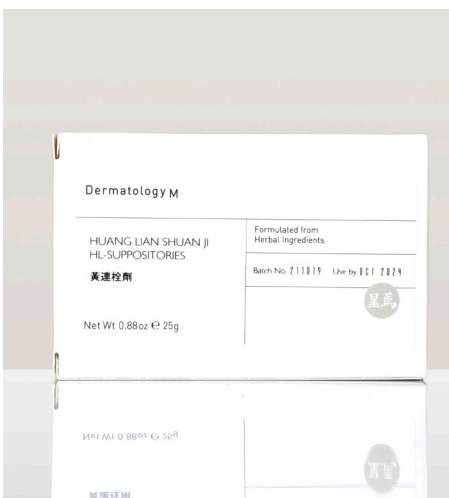 Dermatology M
HUANG LIAN SHUAN JI
HL-SUPPOSITORIES
黃連栓劑
Net Wt 0.88oz ℮ 25g
Formulated from
Herbal Ingredients
Batch No. 211019 Use by OCT 2024